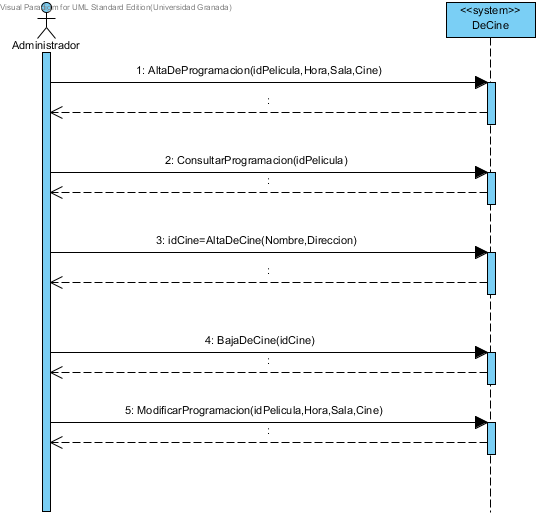 Visual Paradigm for UML Standard Edition(Universidad Granada)
<<system>>
DeCine
Administrador
1: AltaDeProgramacion(idPelicula,Hora,Sala,Cine)
:
2: ConsultarProgramacion(idPelicula)
:
3: idCine=AltaDeCine(Nombre,Direccion)
:
4: BajaDeCine(idCine)
:
5: ModificarProgramacion(idPelicula,Hora,Sala,Cine)
: